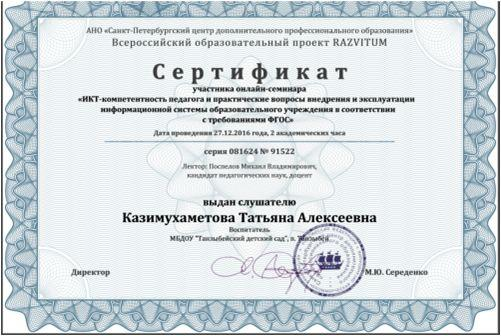 АНО «Санкт-Петербургский центр дополнительного профессионального образования»
Всероссийский образовательный проект RAZVITUM
Сертификат
участника онлайн-семинара
«ИКТ-компетентность педагога и практические вопросы внедрения и эксплуатации
информационной системы образовательного учреждения в соответствии
с требованиями ФГОС»
Дата проведения 27.12.2016 года, 2 академических часа
серия 081624 № 91522
Лектор: Поспелов Михаил Владимирович,
кандидат педагогических наук, доцент
выдан слушателю
Казимухаметова Татьяна Алексеевна
Воспитатель
МБДОУ "Танзыбейский детский сад", п. Танзыбей
Директор
М.Ю. Середенко